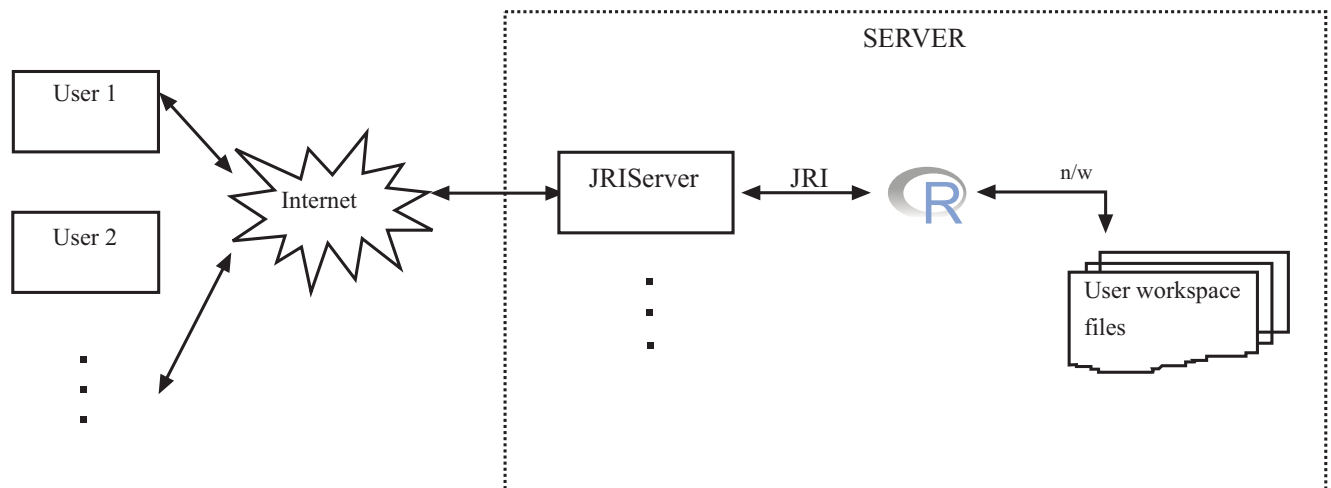 SERVER
User 1
User 2
Internet
JRIServer
JRI
R
n/w
User workspace
files